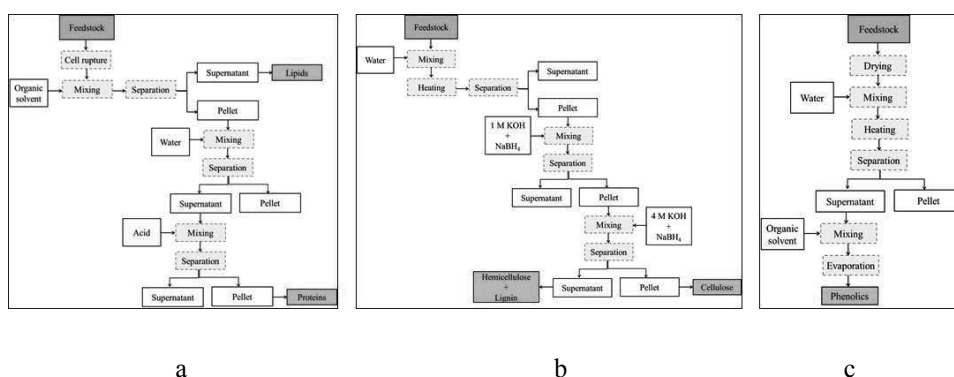 Feedstock
Cell rupture
Organic
solvent
Mixing
Separation
Supernatant
Lipids
Pellet
Water
Mixing
Separation
Supernatant
Pellet
Acid
Mixing
Separation
Supernatant
Pellet
Proteins
Feedstock
Water
Mixing
Heating
Separation
Supernatant
Pellet
1 M KOH
+
NaBH4
Mixing
Separation
Supernatant
Pellet
Mixing
4 M KOH
+
NaBH4
Separation
Hemicellulose
+
Lignin
Supernatant
Pellet
Cellulose
Feedstock
Drying
Water
Mixing
Heating
Separation
Supernatant
Pellet
Organic
solvent
Mixing
Evaporation
Phenolics
a
b
c